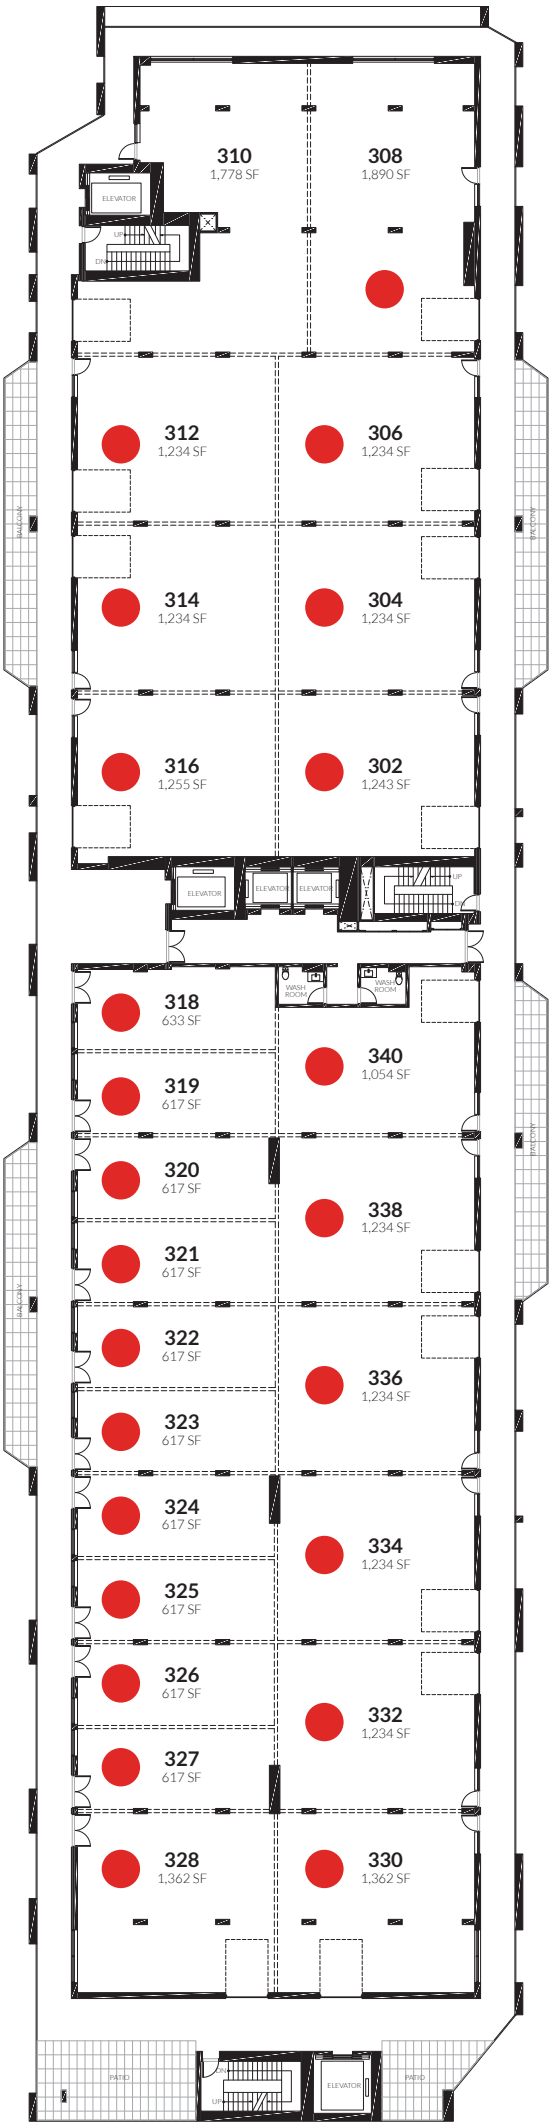 310
1,778 SF
308
1,890 SF
ELEVATOR
UP
DN
312
1,234 SF
306
1,234 SF
BALCONY
BALCONY
314
1,234 SF
304
1,234 SF
316
1,255 SF
302
1,243 SF
ELEVATOR
ELEVATOR
ELEVATOR
UP
DN
WASH
ROOM
WASH
ROOM
318
633 SF
340
1,054 SF
319
617 SF
BALCONY
320
617 SF
338
1,234 SF
321
617 SF
BALCONY
322
617 SF
336
1,234 SF
323
617 SF
324
617 SF
334
1,234 SF
325
617 SF
326
617 SF
332
1,234 SF
327
617 SF
328
1,362 SF
330
1,362 SF
PATIO
DN
UP
ELEVATOR
PATIO